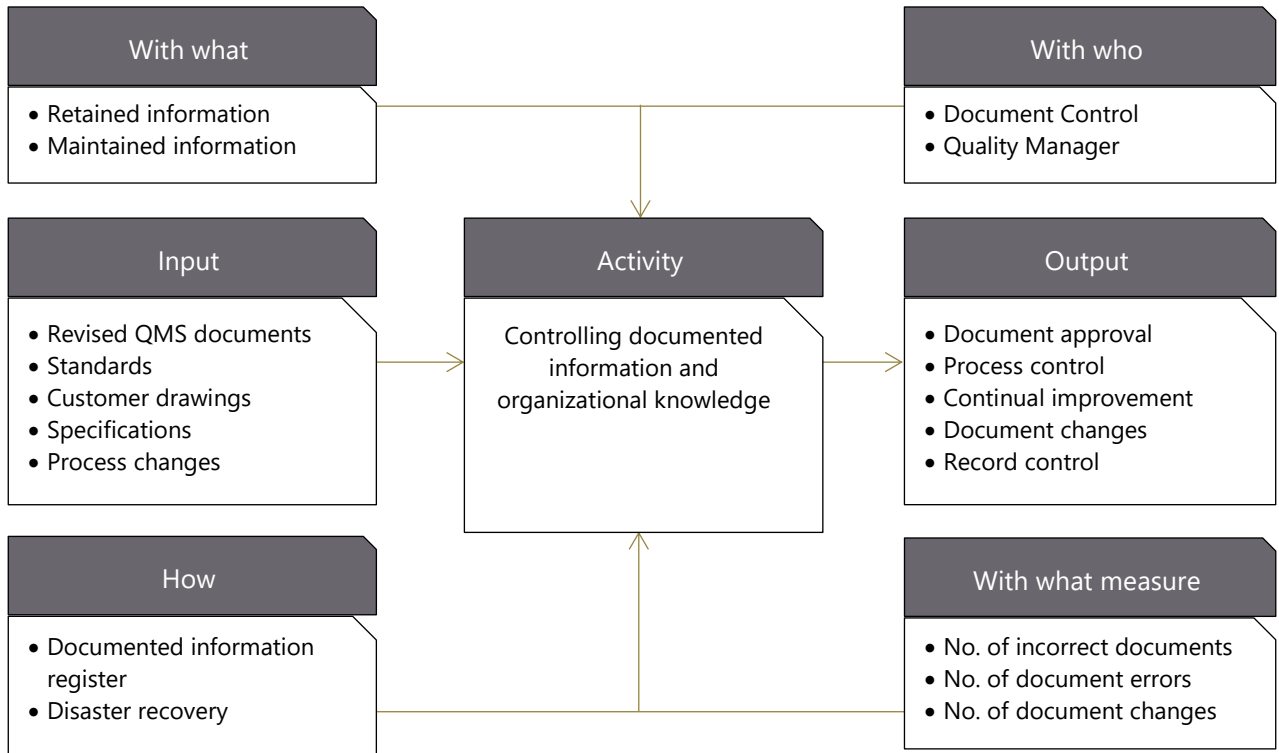 With what
• Retained information
• Maintained information
With who
• Document Control
• Quality Manager
Input
• Revised QMS documents
• Standards
• Customer drawings
• Specifications
• Process changes
Activity
Controlling documented
information and
organizational knowledge
Output
• Document approval
• Process control
• Continual improvement
• Document changes
• Record control
How
• Documented information
register
• Disaster recovery
With what measure
• No. of incorrect documents
• No. of document errors
• No. of document changes